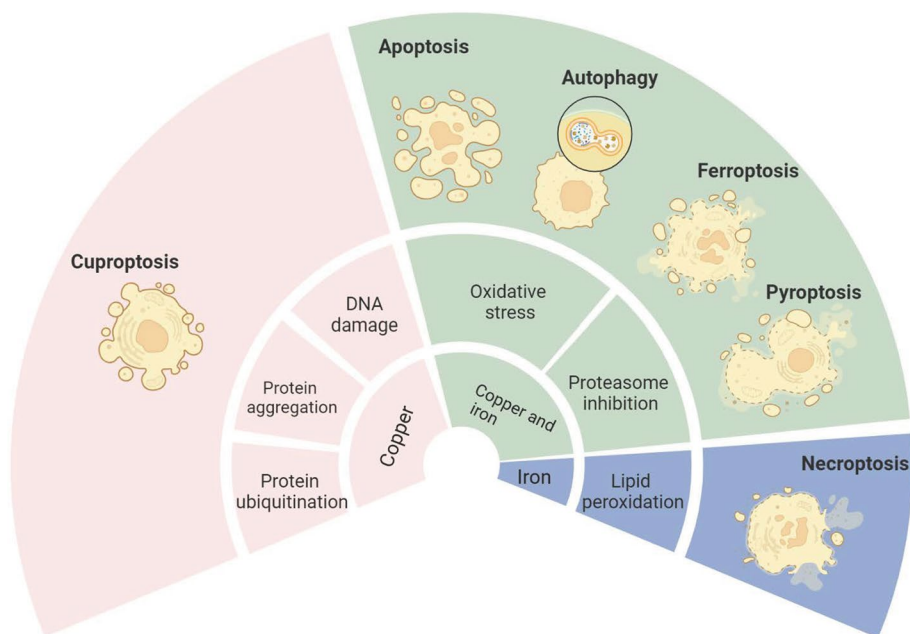 Apoptosis
Autophagy
Ferroptosis
Pyroptosis
Cuproptosis
DNA
damage
Oxidative
stress
Protein
aggregation
Proteasome
inhibition
Copper
Copper and
iron
Protein
ubiquitination
Iron
Lipid
peroxidation
Necroptosis